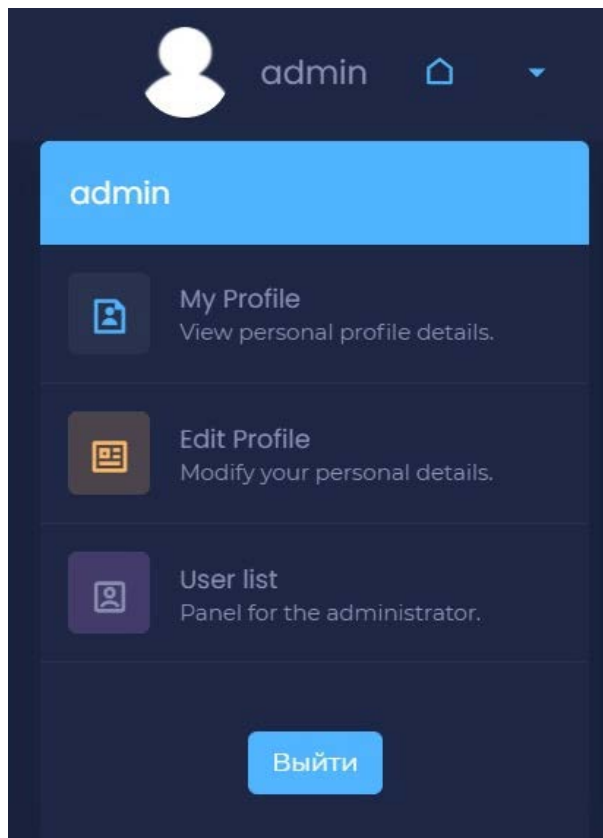 admin
admin
My Profile
View personal profile details.
Edit Profile
Modify your personal details.
User list
Panel for the administrator.
Выйти